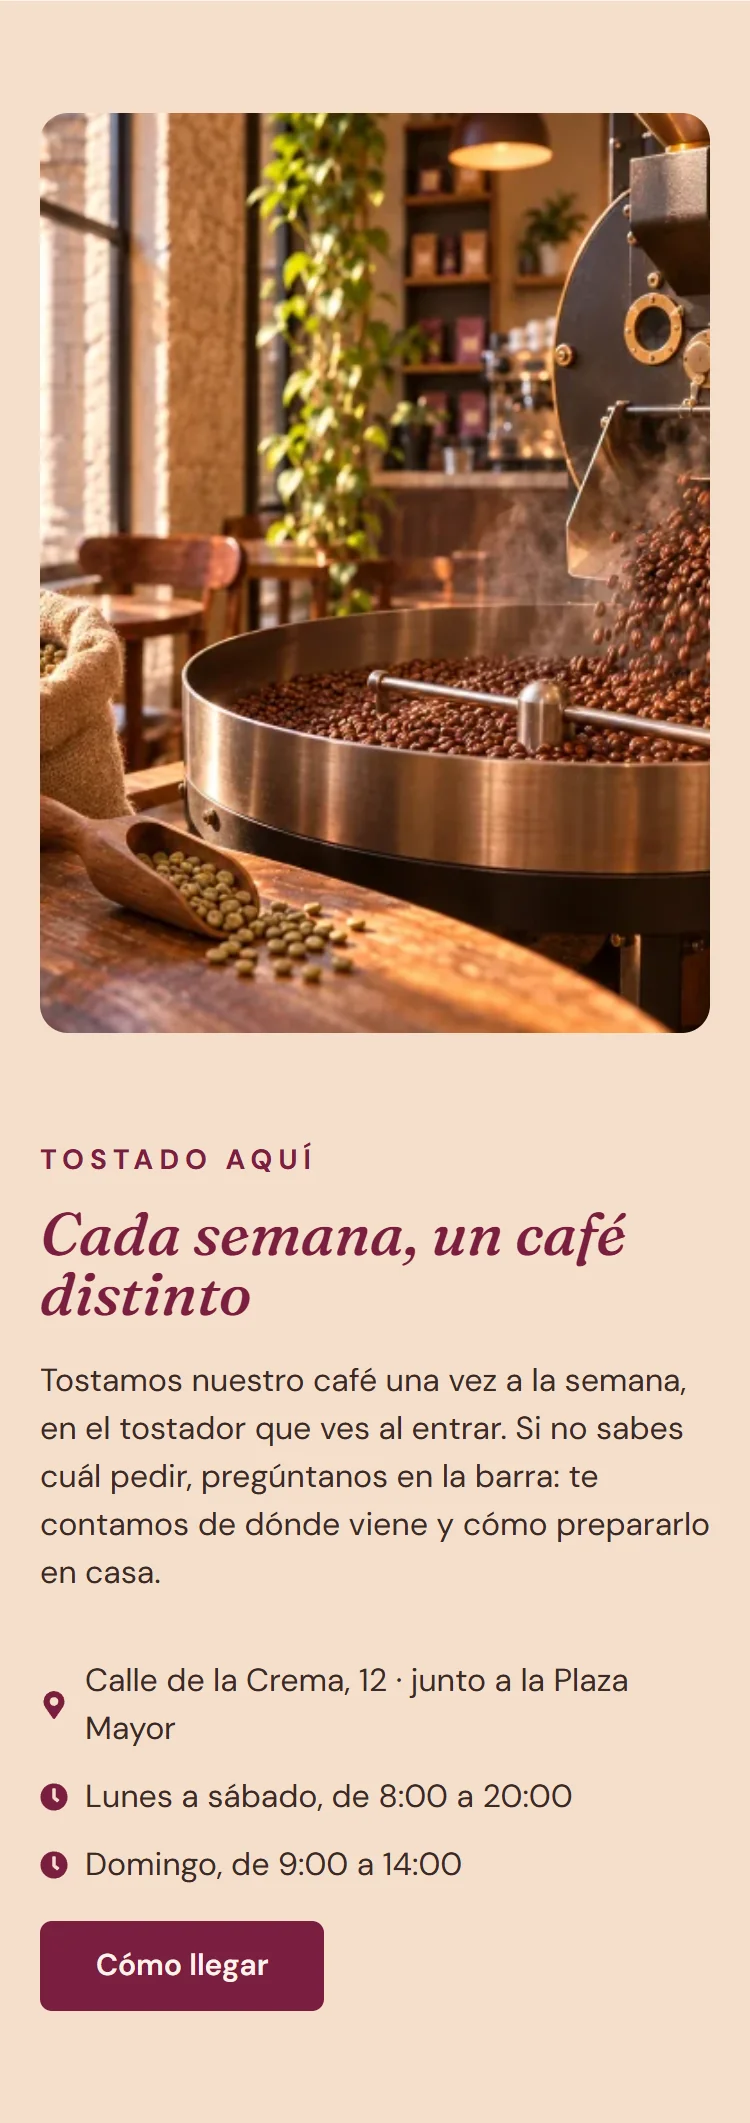 TOSTADO AQUÍ
Cada semana, un café
distinto
Tostamos nuestro café una vez a la semana,
en el tostador que ves al entrar. Si no sabes
cuál pedir, pregúntanos en la barra: te
contamos de dónde viene y cómo prepararlo
en casa.
Calle de la Crema, 12 · junto a la Plaza
Mayor
Lunes a sábado, de 8:00 a 20:00
Domingo, de 9:00 a 14:00
Cómo llegar